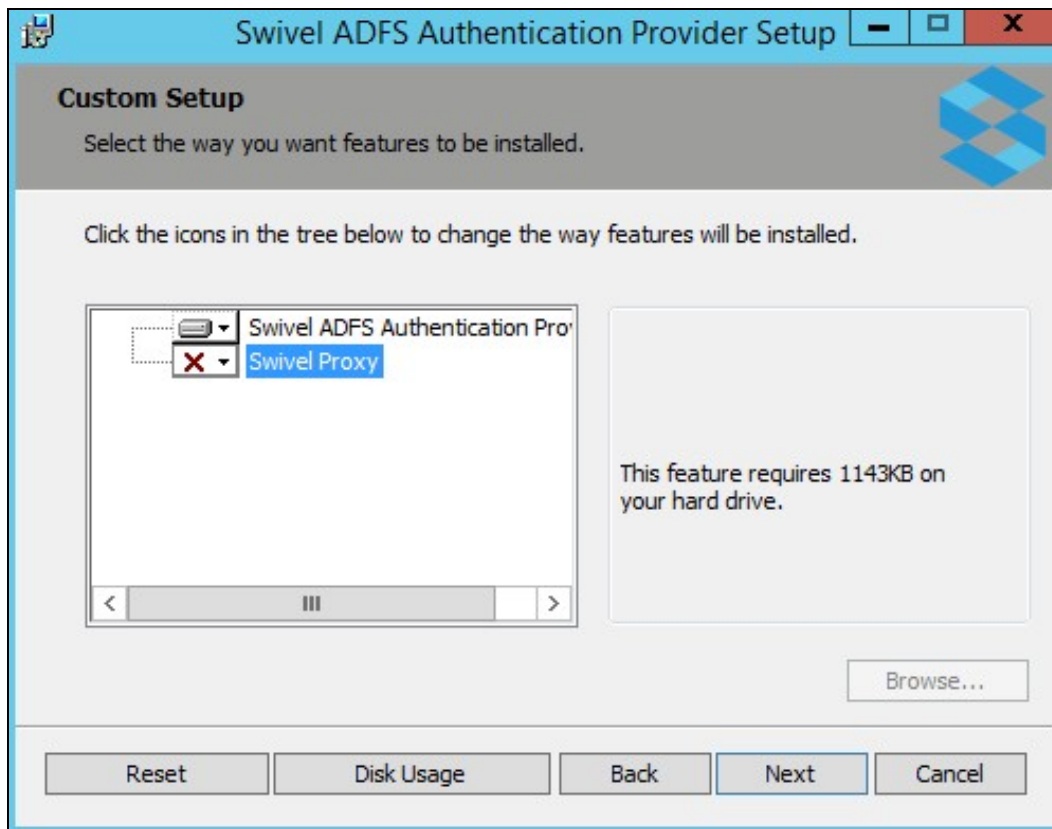 Swivel ADFS Authentication Provider Setup
Custom Setup
Select the way you want features to be installed.
Click the icons in the tree below to change the way features will be installed.
Swivel ADFS Authentication Pro
Swivel Proxy
This feature requires 1143KB on
your hard drive.
Browse...
Reset Disk Usage Back Next Cancel